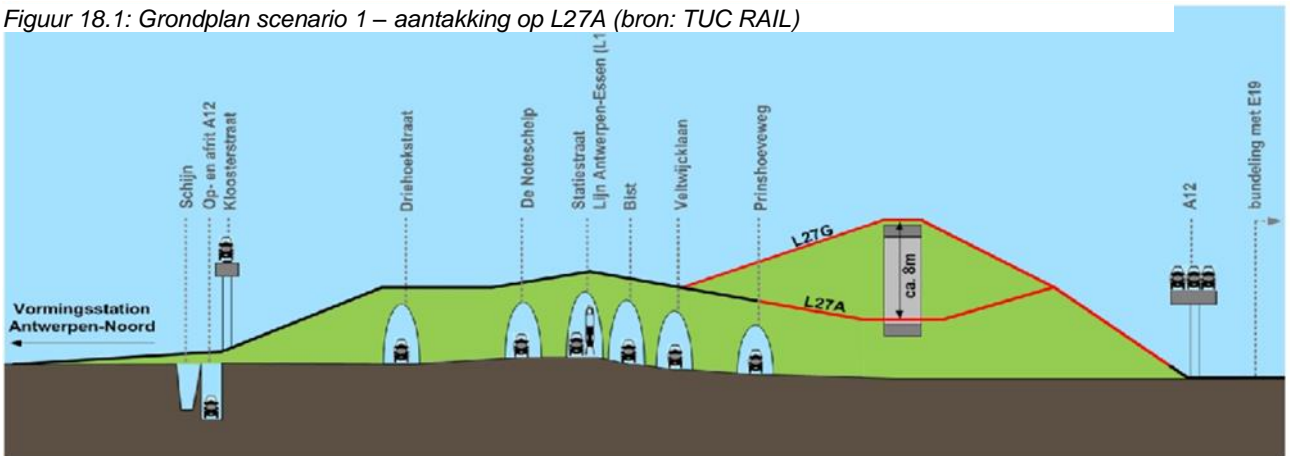 Figuur 18.1: Grondplan scenario 1 – aantakking op L27A (bron: TUC RAIL)
Schijn
Op- en afrit A12
Kloosterstraat
Driehoekstraat
De Noteschelp
Statiestraat
Lijn Antwerpen-Essen (L1
Bist
Veltwijcklaan
Prinshoeveweg
A12
bundeling met E19
L27G
L27A
ca. 8m
Vormingsstation
Antwerpen-Noord